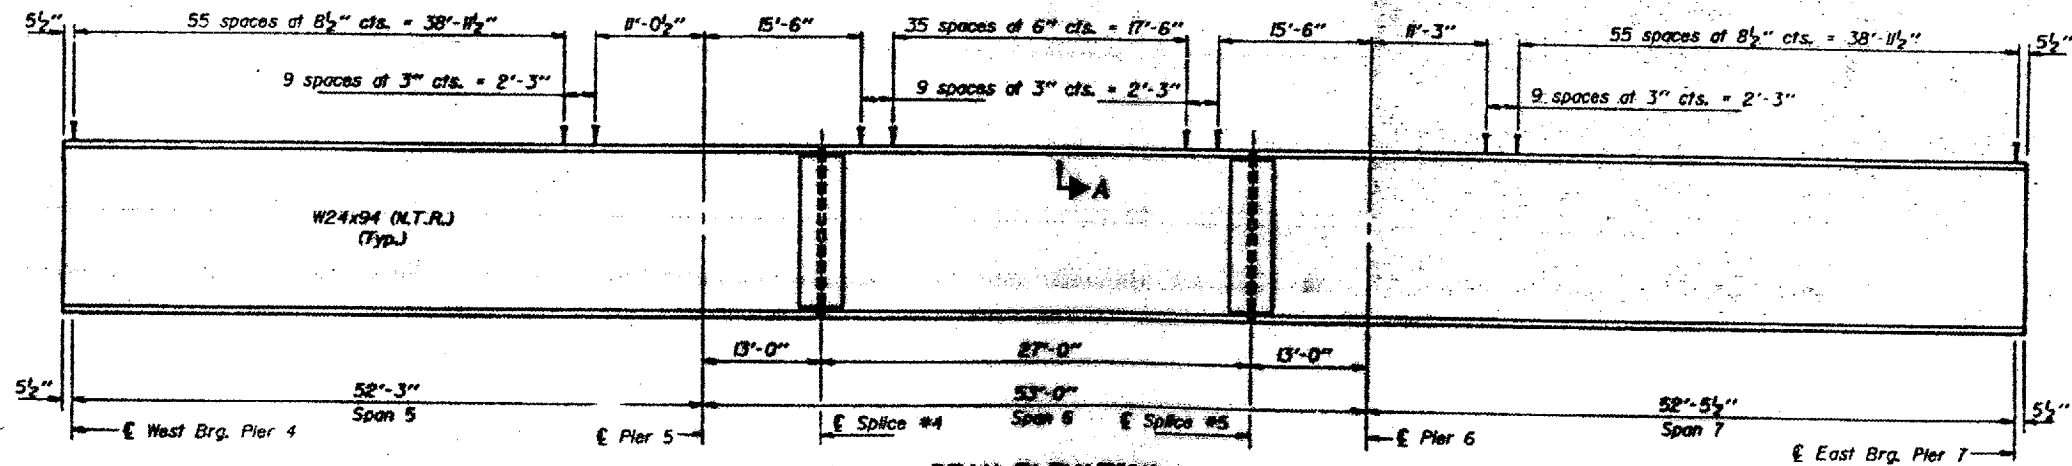 5½" 55 spaces at 8½" cts. = 38'-11½" 11'-0½" 15'-6" 35 spaces at 6" cts. = 17'-6" 15'-6" 11'-3" 55 spaces at 8½" cts. = 38'-11½" 5½"
9 spaces at 3" cts. = 2'-3" 9 spaces at 3" cts. = 2'-3" 9 spaces at 3" cts. = 2'-3"
A
W24x94 (N.T.R.)
(Typ.)
13'-0" 27'-0" 13'-0"
5½" 52'-3" 53'-0" 52'-5½" 5½"
Span 5 Span 6 Span 7
℄ West Brg. Pier 4 ℄ Pier 5 ℄ Splice #4 ℄ Splice #5 ℄ Pier 6 ℄ East Brg. Pier 7